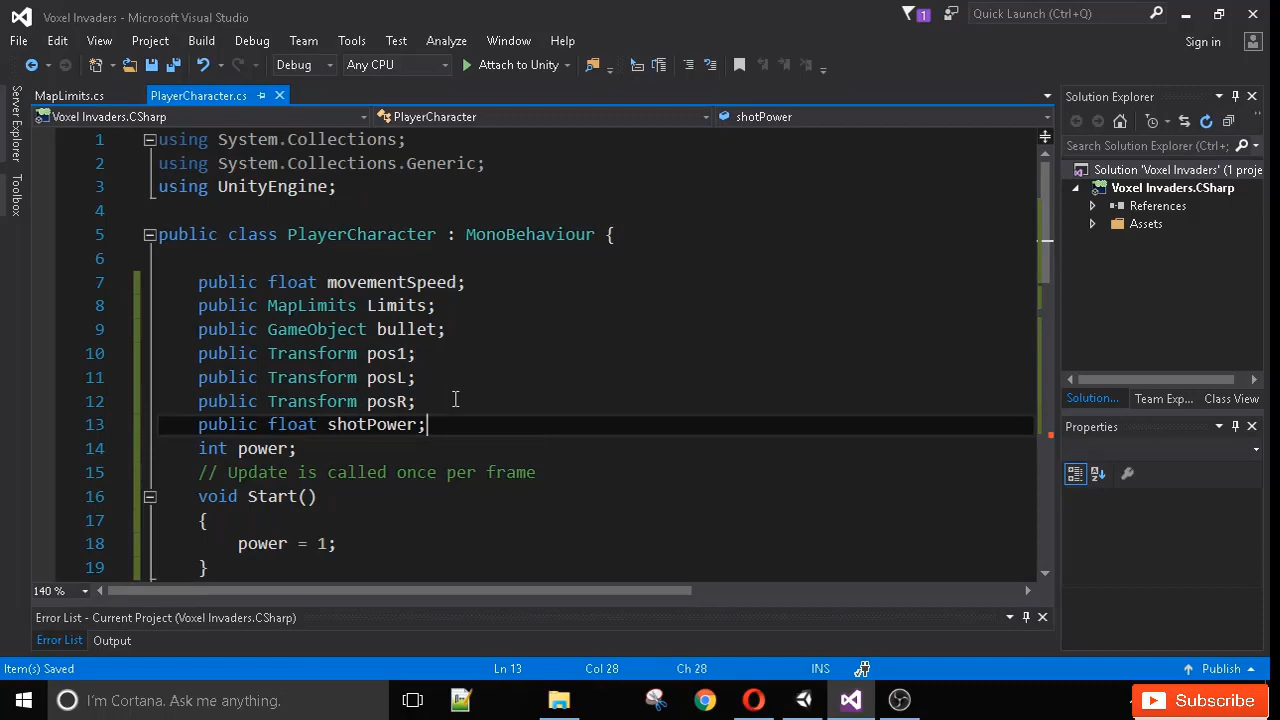 Voxel Invaders - Microsoft Visual Studio
1
Quick Launch (Ctrl+Q)
File Edit View Project Build Debug Team Tools Test Analyze Window Help
Sign in
Debug Any CPU Attach to Unity
Server Explorer
Toolbox
MapLimits.cs PlayerCharacter.cs
Voxel Invaders.CSharp PlayerCharacter shotPower
1 using System.Collections;
2 using System.Collections.Generic;
3 using UnityEngine;
4
5 public class PlayerCharacter : MonoBehaviour {
6
7 public float movementSpeed;
8 public MapLimits Limits;
9 public GameObject bullet;
10 public Transform pos1;
11 public Transform posL;
12 public Transform posR;
13 public float shotPower;
14 int power;
15 // Update is called once per frame
16 void Start()
17 {
18 power = 1;
19 }
140 %
Solution Explorer
Search Solution Explorer (Ctrl+;
Solution 'Voxel Invaders' (1 proje
Voxel Invaders.CSharp
References
Assets
Solution... Team Exp... Class View
Properties
Error List - Current Project (Voxel Invaders.CSharp)
Error List Output
Item(s) Saved Ln 13 Col 28 Ch 28 INS Publish
I'm Cortana. Ask me anything.
Subscribe